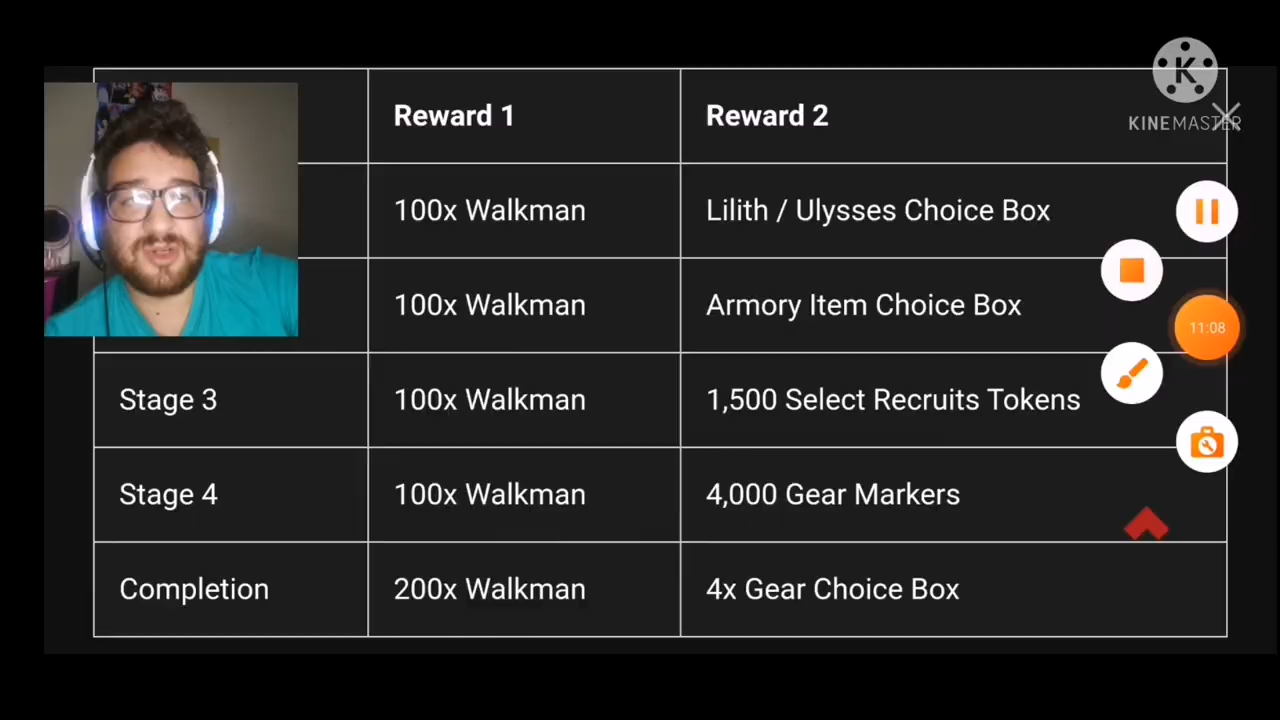 Reward 1 Reward 2
KINEMASTER
100x Walkman Lilith / Ulysses Choice Box
100x Walkman Armory Item Choice Box
11:08
Stage 3 100x Walkman 1,500 Select Recruits Tokens
Stage 4 100x Walkman 4,000 Gear Markers
Completion 200x Walkman 4x Gear Choice Box